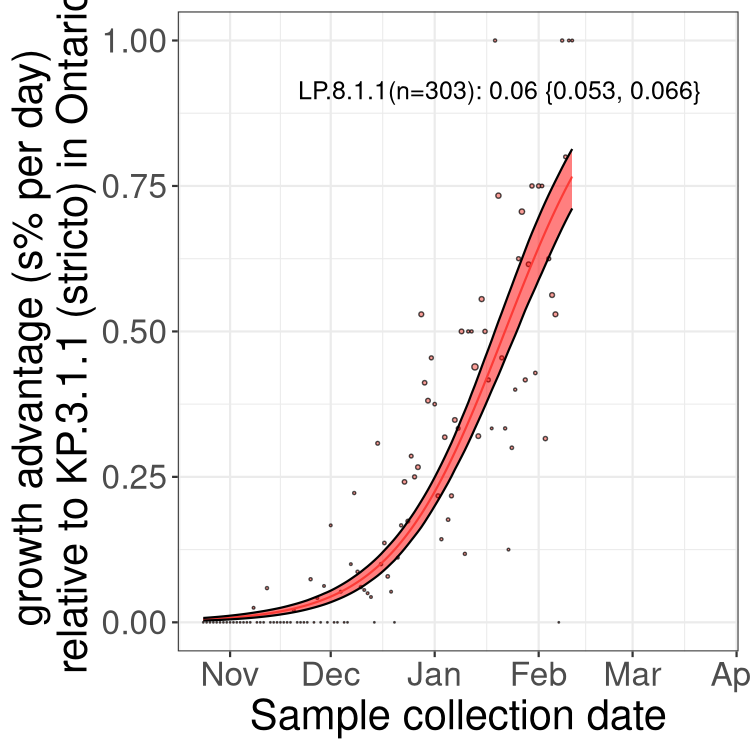 growth advantage (s% per day)
relative to KP.3.1.1 (stricto) in Ontario
1.00
0.75
0.50
0.25
0.00
LP.8.1.1(n=303): 0.06 {0.053, 0.066}
Nov Dec Jan Feb Mar Ap
Sample collection date